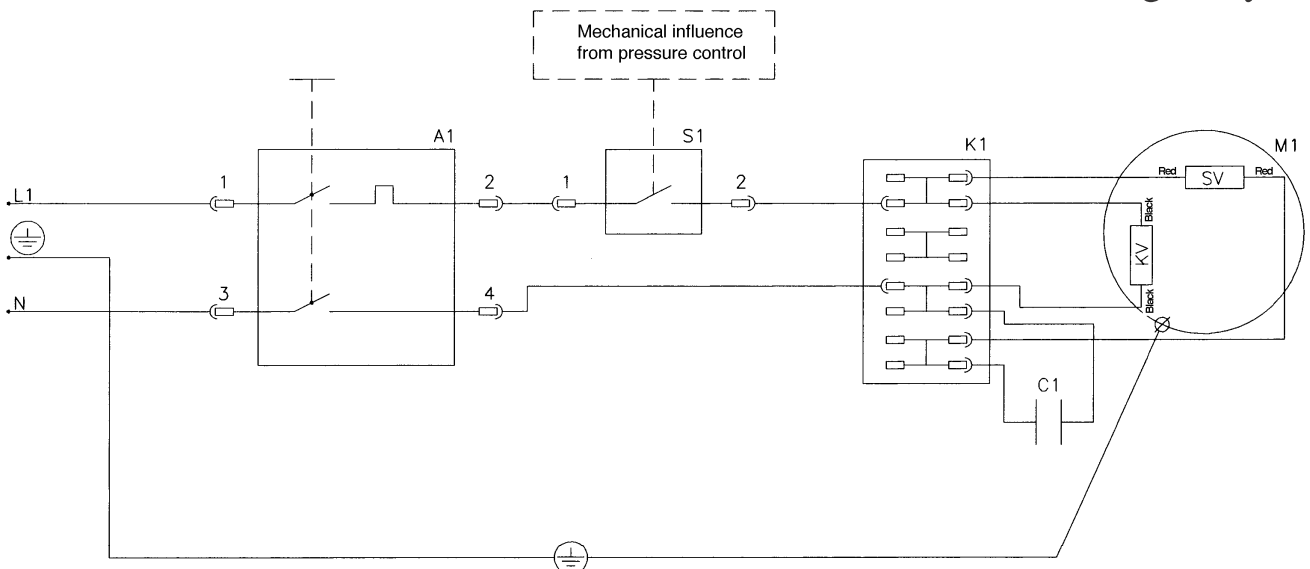 Mechanical influence
from pressure control
A1
S1
K1
M1
L1
1
2
1
2
Red
SV
Red
Black
KV
Black
N
3
4
C1